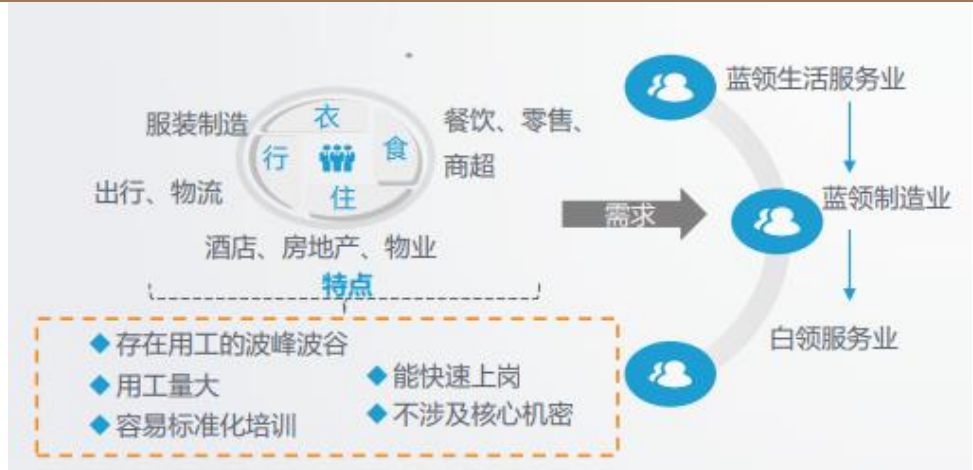 服装制造
衣
行
食
住
餐饮、零售、
商超
出行、物流
酒店、房地产、物业
特点
◆存在用工的波峰波谷
◆用工量大
◆容易标准化培训
◆能快速上岗
◆不涉及核心机密
需求
蓝领生活服务业
蓝领制造业
白领服务业